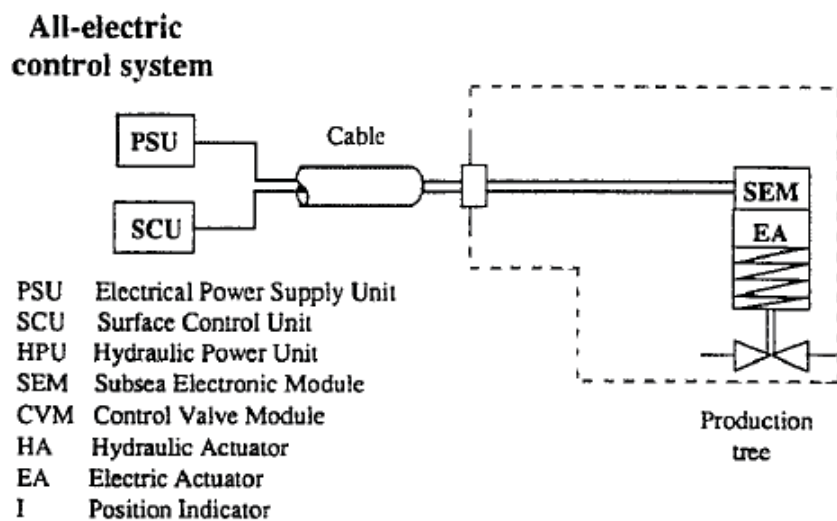 All-electric
control system
PSU
Cable
SCU
SEM
EA
PSU Electrical Power Supply Unit
SCU Surface Control Unit
HPU Hydraulic Power Unit
SEM Subsea Electronic Module
CVM Control Valve Module
HA Hydraulic Actuator
EA Electric Actuator
I Position Indicator
Production
tree